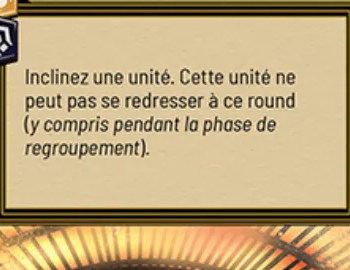 Inclinez une unité. Cette unité ne
peut pas se redresser à ce round
(y compris pendant la phase de
regroupement).